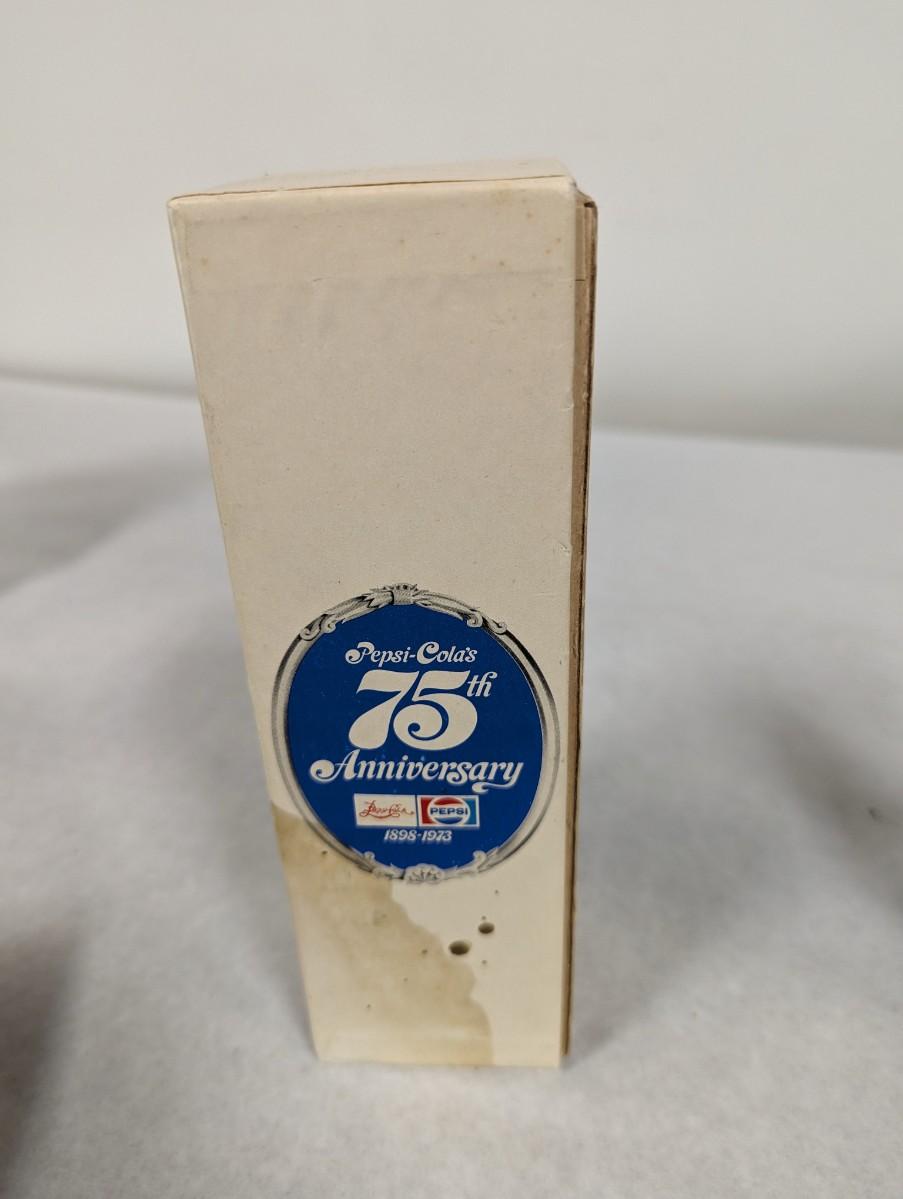 Pepsi-Cola's
75th
Anniversary
Pepsi-Cola PEPSI
1898-1973